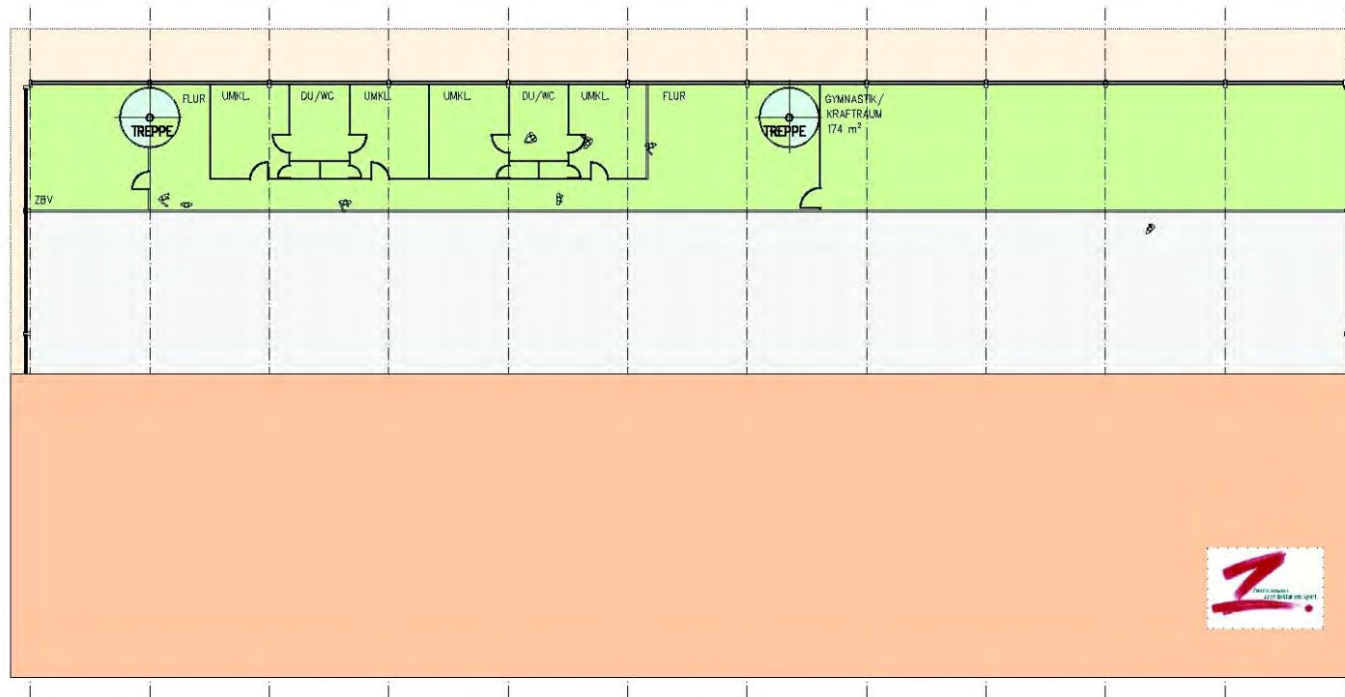 FLUR
UMKL.
DU/WC
UMKL.
UMKL.
DU/WC
UMKL.
FLUR
GYMNASTIK/
KRAFTRAUM
174 m²
TREPPE
TREPPE
ZBV